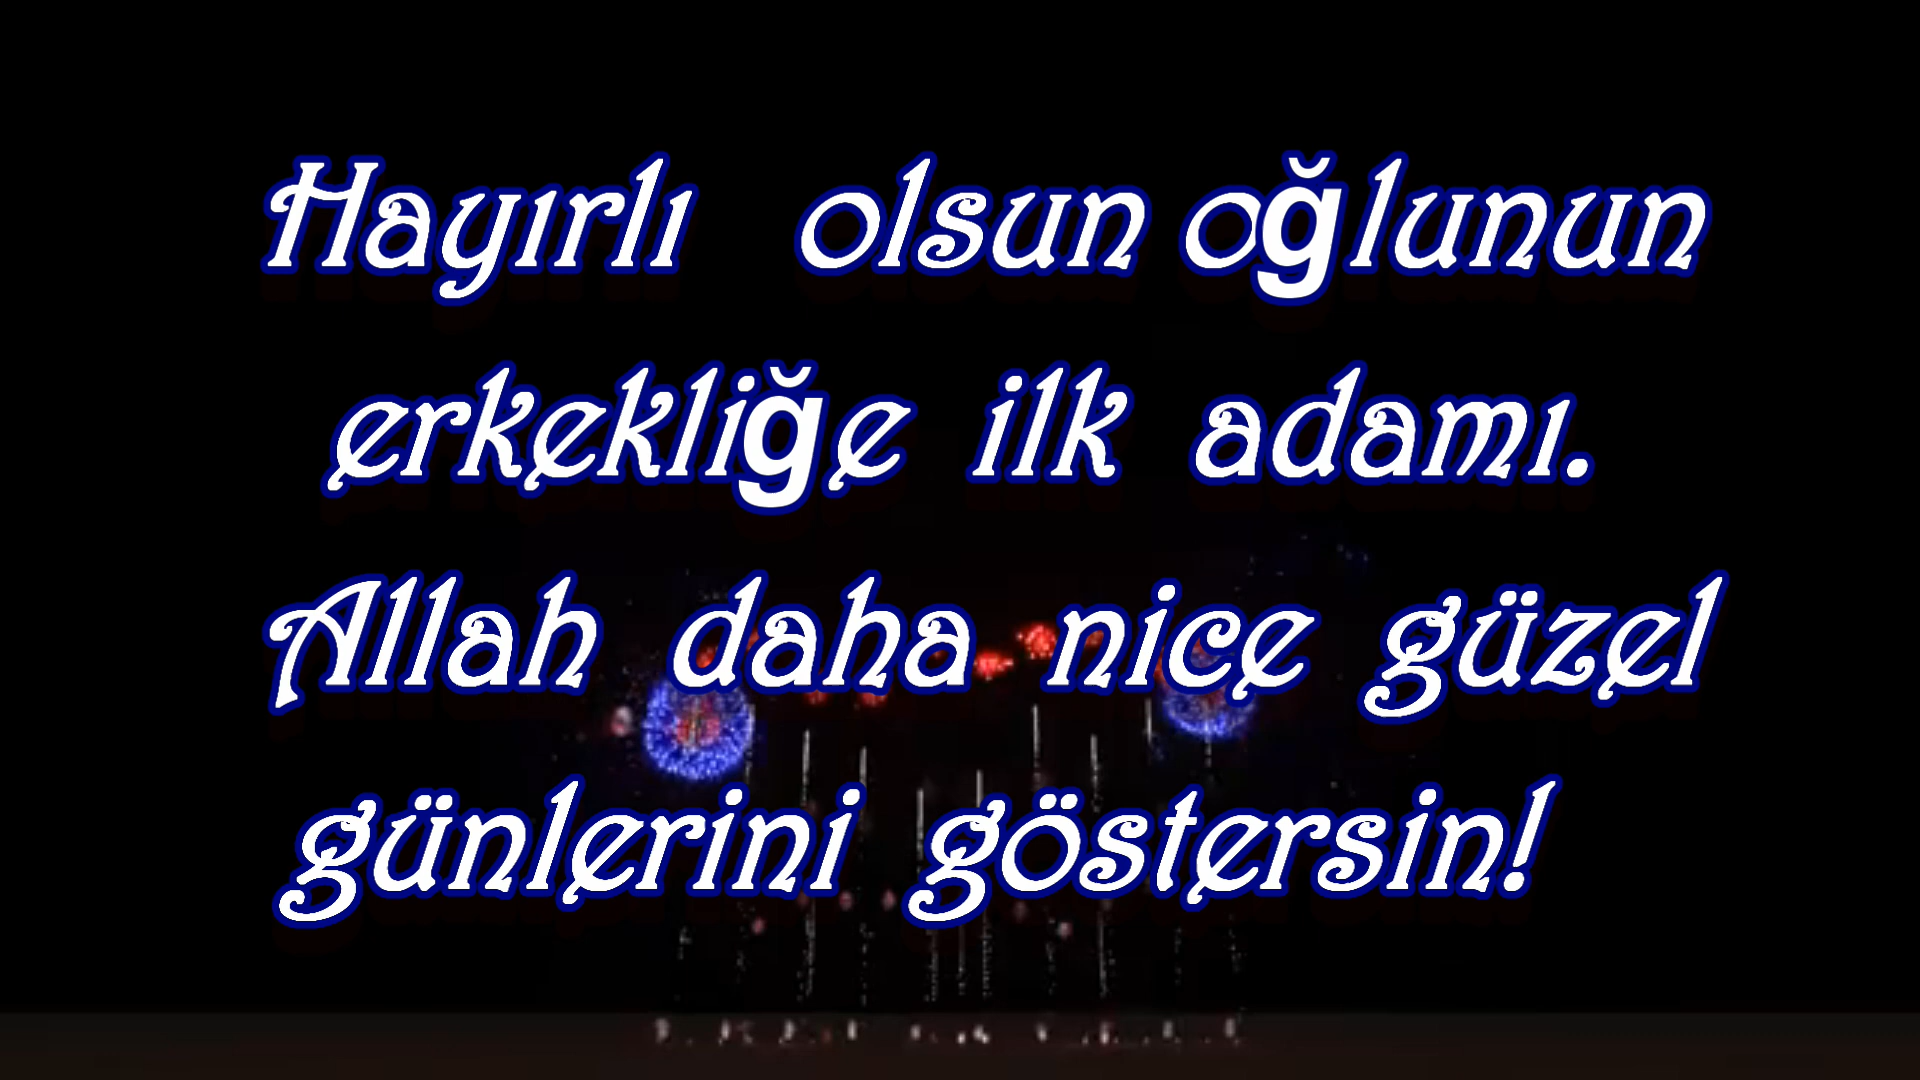 Hayırlı olsun oğlunun
erkekliğe ilk adamı.
Allah daha nice güzel
günlerini göstersin!